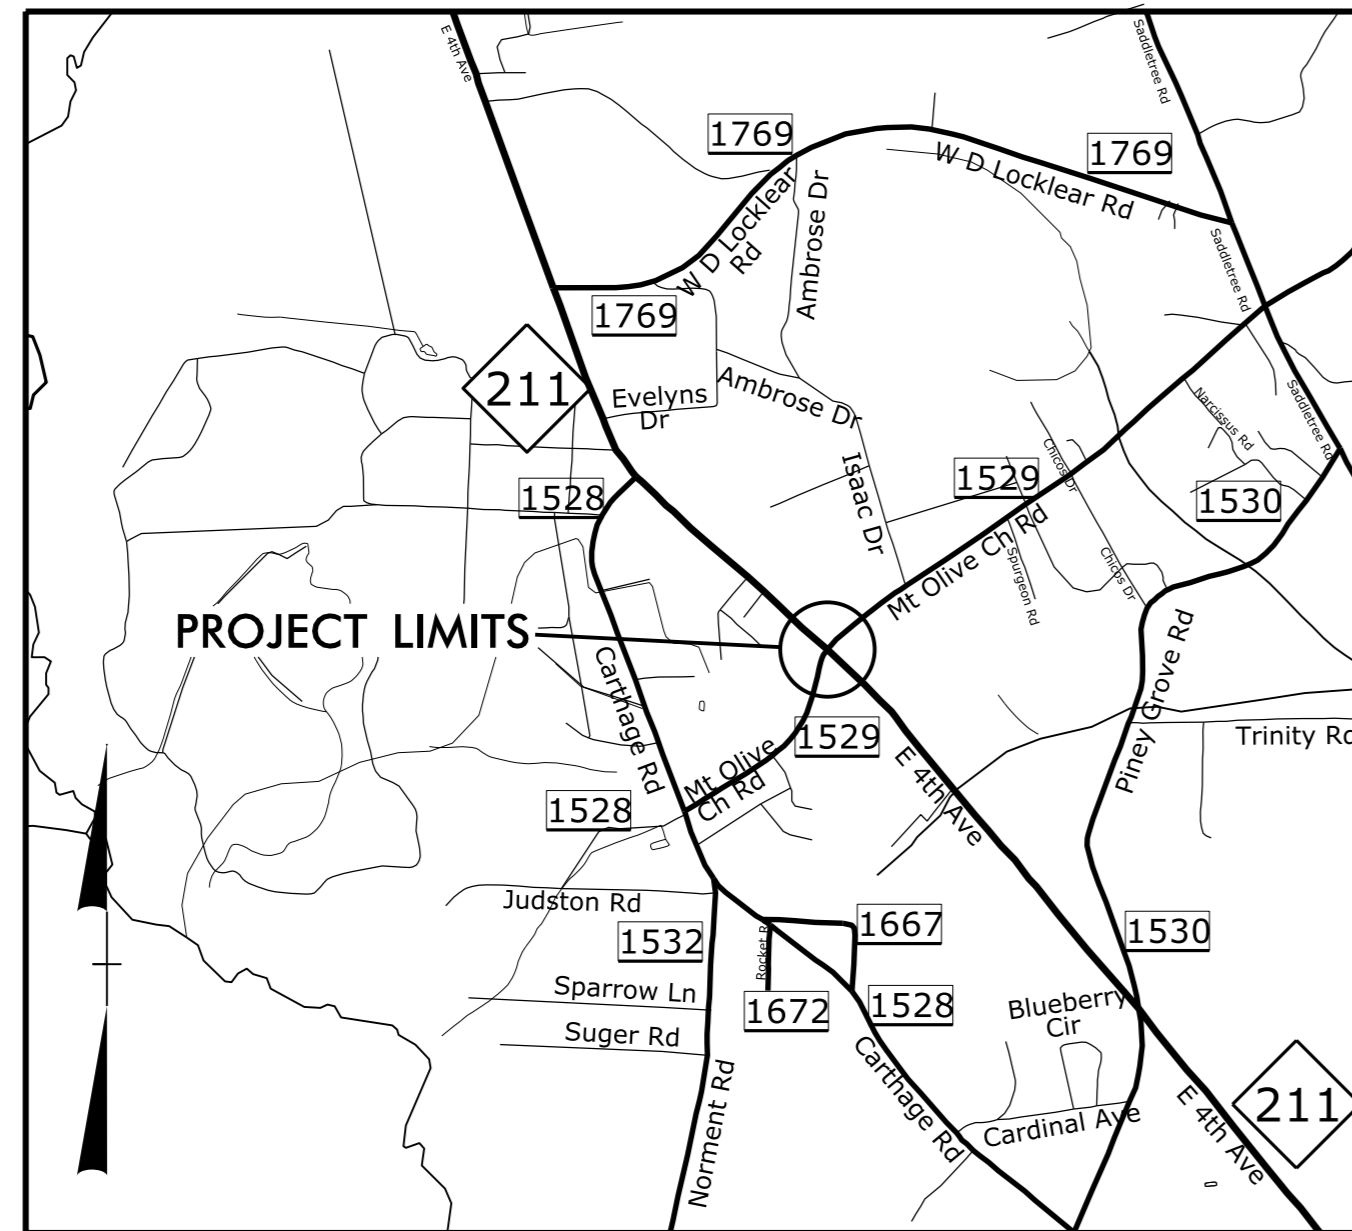 E 4th Ave
Saddletree Rd
1769
1769
W D Locklear Rd
W D Locklear
Rd
Ambrose Dr
Saddletree Rd
1769
211
Evelyns
Dr
Ambrose Dr
Saddletree Rd
Narcissus Rd
Isaac Dr
Chicos Dr
1529
1528
1530
Mt Olive Ch Rd
Spurgeon Rd
Chicos Dr
PROJECT LIMITS
Carthage Rd
Piney Grove Rd
1529
Trinity Rd
E 4th Ave
Mt Olive
Ch Rd
1528
Judston Rd
1532
Rocket R
1667
1530
Sparrow Ln
1672
1528
Blueberry
Cir
Suger Rd
Carthage Rd
Norment Rd
Cardinal Ave
E 4th Ave
211